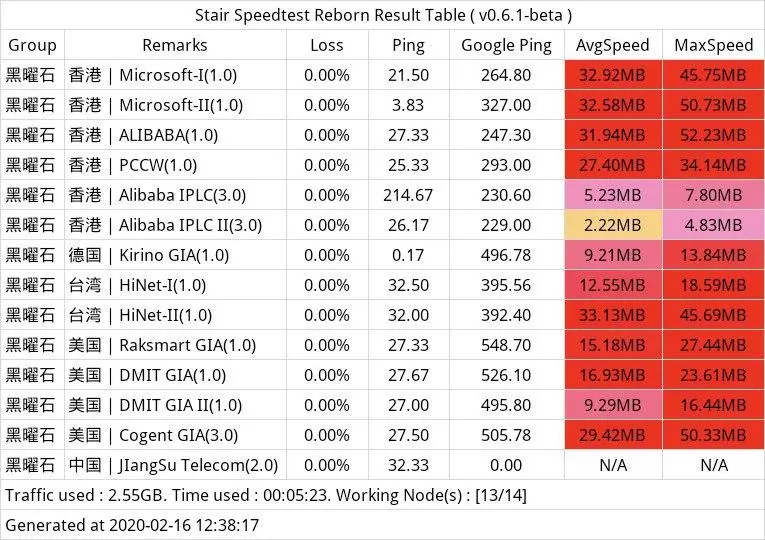 Stair Speedtest Reborn Result Table ( v0.6.1-beta )
Group Remarks Loss Ping Google Ping AvgSpeed MaxSpeed
黑曜石 香港 | Microsoft-I(1.0) 0.00% 21.50 264.80 32.92MB 45.75MB
黑曜石 香港 | Microsoft-II(1.0) 0.00% 3.83 327.00 32.58MB 50.73MB
黑曜石 香港 | ALIBABA(1.0) 0.00% 27.33 247.30 31.94MB 52.23MB
黑曜石 香港 | PCCW(1.0) 0.00% 25.33 293.00 27.40MB 34.14MB
黑曜石 香港 | Alibaba IPLC(3.0) 0.00% 214.67 230.60 5.23MB 7.80MB
黑曜石 香港 | Alibaba IPLC II(3.0) 0.00% 26.17 229.00 2.22MB 4.83MB
黑曜石 德国 | Kirino GIA(1.0) 0.00% 0.17 496.78 9.21MB 13.84MB
黑曜石 台湾 | HiNet-I(1.0) 0.00% 32.50 395.56 12.55MB 18.59MB
黑曜石 台湾 | HiNet-II(1.0) 0.00% 32.00 392.40 33.13MB 45.69MB
黑曜石 美国 | Raksmart GIA(1.0) 0.00% 27.33 548.70 15.18MB 27.44MB
黑曜石 美国 | DMIT GIA(1.0) 0.00% 27.67 526.10 16.93MB 23.61MB
黑曜石 美国 | DMIT GIA II(1.0) 0.00% 27.00 495.80 9.29MB 16.44MB
黑曜石 美国 | Cogent GIA(3.0) 0.00% 27.50 505.78 29.42MB 50.33MB
黑曜石 中国 | JIangSu Telecom(2.0) 0.00% 32.33 0.00 N/A N/A
Traffic used : 2.55GB. Time used : 00:05:23. Working Node(s) : [13/14]
Generated at 2020-02-16 12:38:17